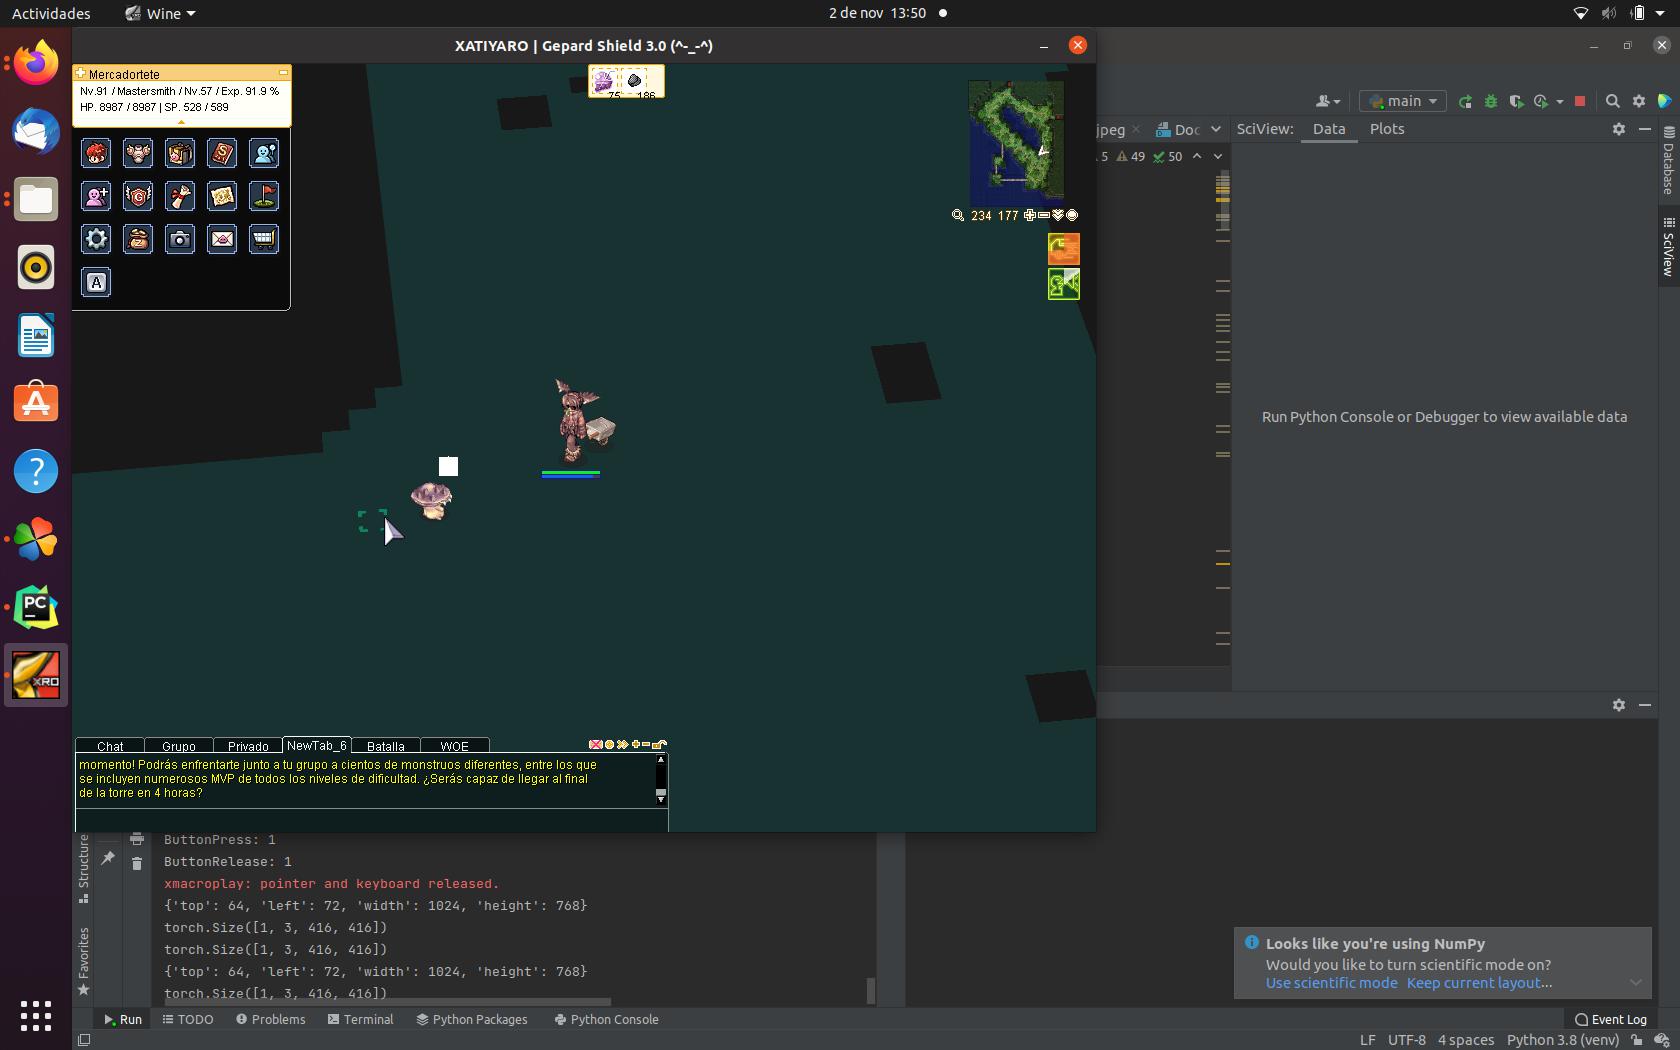 Actividades
Wine
2 de nov 13:50
XATIYARO | Gepard Shield 3.0 (^-_-^)
Mercadortete
Nv.91 / Mastersmith / Nv.57 / Exp. 91.9 %
HP. 8987 / 8987 | SP. 528 / 589
75 186
234 177
A
Chat Grupo Privado NewTab_6 Batalla WOE
momento! Podrás enfrentarte junto a tu grupo a cientos de monstruos diferentes, entre los que
se incluyen numerosos MVP de todos los niveles de dificultad. ¿Serás capaz de llegar al final
de la torre en 4 horas?
main
jpeg
Doc
SciView: Data Plots
5 49 50
Database
SciView
Run Python Console or Debugger to view available data
PC
XRO
Structure
Favorites
ButtonPress: 1
ButtonRelease: 1
xmacroplay: pointer and keyboard released.
{'top': 64, 'left': 72, 'width': 1024, 'height': 768}
torch.Size([1, 3, 416, 416])
torch.Size([1, 3, 416, 416])
{'top': 64, 'left': 72, 'width': 1024, 'height': 768}
torch.Size([1, 3, 416, 416])
Looks like you're using NumPy
Would you like to turn scientific mode on?
Use scientific mode Keep current layout...
Run TODO Problems Terminal Python Packages Python Console
Event Log
LF UTF-8 4 spaces Python 3.8 (venv)